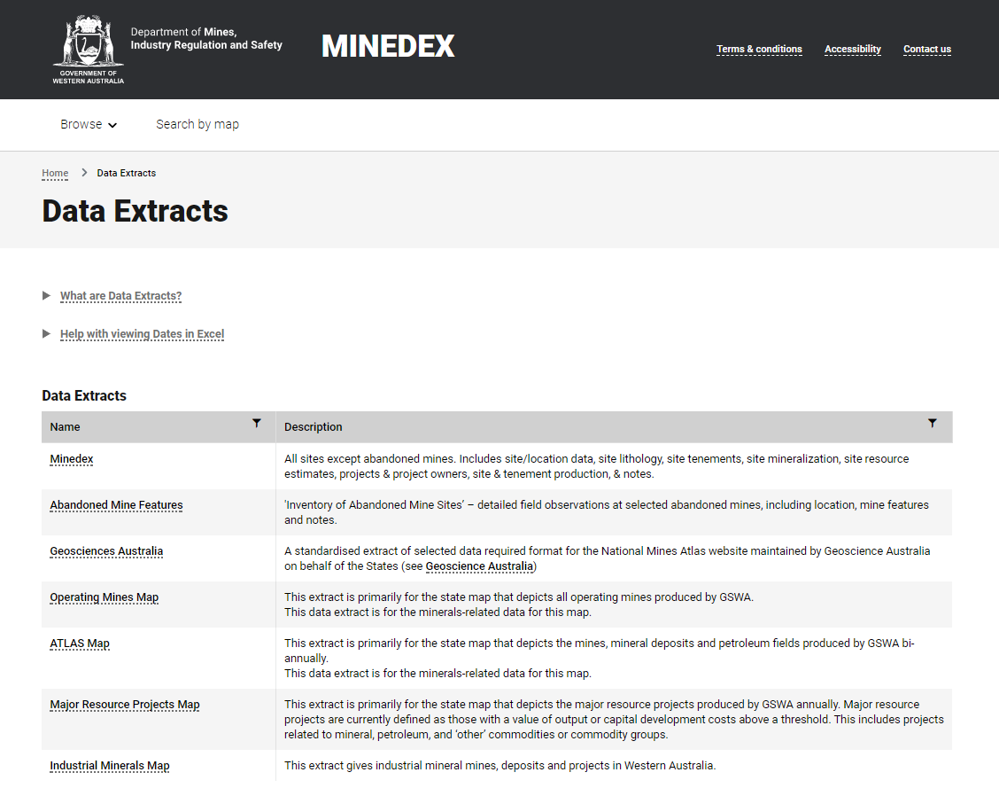 Department of Mines,
Industry Regulation and Safety
GOVERNMENT OF
WESTERN AUSTRALIA
MINEDEX
Terms & conditions Accessibility Contact us
Browse Search by map
Home Data Extracts
Data Extracts
What are Data Extracts?
Help with viewing Dates in Excel
Data Extracts
Name Description
Minedex
All sites except abandoned mines. Includes site/location data, site lithology, site tenements, site mineralization, site resource
estimates, projects & project owners, site & tenement production, & notes.
Abandoned Mine Features
'Inventory of Abandoned Mine Sites’ – detailed field observations at selected abandoned mines, including location, mine features
and notes.
Geosciences Australia
A standardised extract of selected data required format for the National Mines Atlas website maintained by Geoscience Australia
on behalf of the States (see Geoscience Australia)
Operating Mines Map
This extract is primarily for the state map that depicts all operating mines produced by GSWA.
This data extract is for the minerals-related data for this map.
ATLAS Map
This extract is primarily for the state map that depicts the mines, mineral deposits and petroleum fields produced by GSWA bi-
annually.
This data extract is for the minerals-related data for this map.
Major Resource Projects Map
This extract is primarily for the state map that depicts the major resource projects produced by GSWA annually. Major resource
projects are currently defined as those with a value of output or capital development costs above a threshold. This includes projects
related to mineral, petroleum, and ‘other’ commodities or commodity groups.
Industrial Minerals Map
This extract gives industrial mineral mines, deposits and projects in Western Australia.